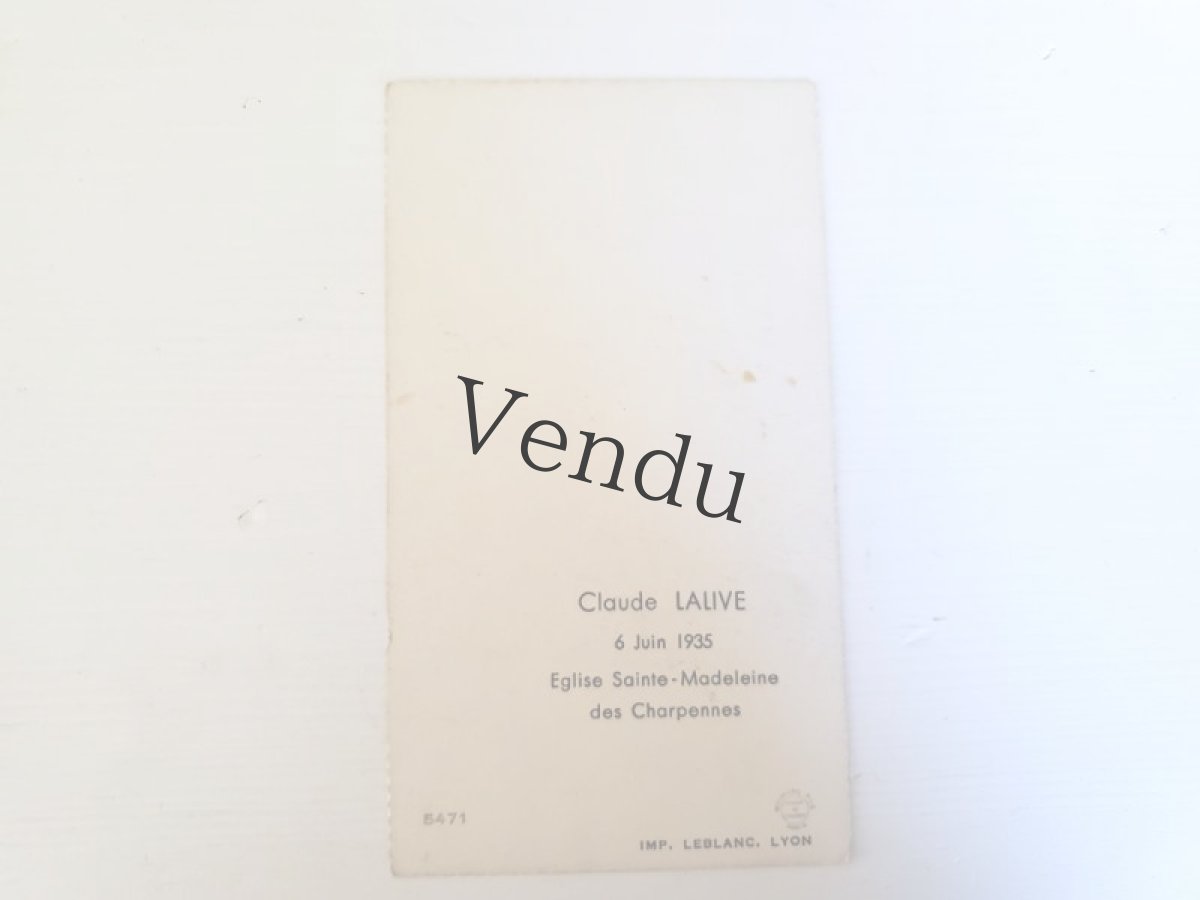 Vendu
Claude LALIVE
6 Juin 1935
Eglise Sainte-Madeleine
des Charpennes
5471
IMP. LEBLANC. LYON